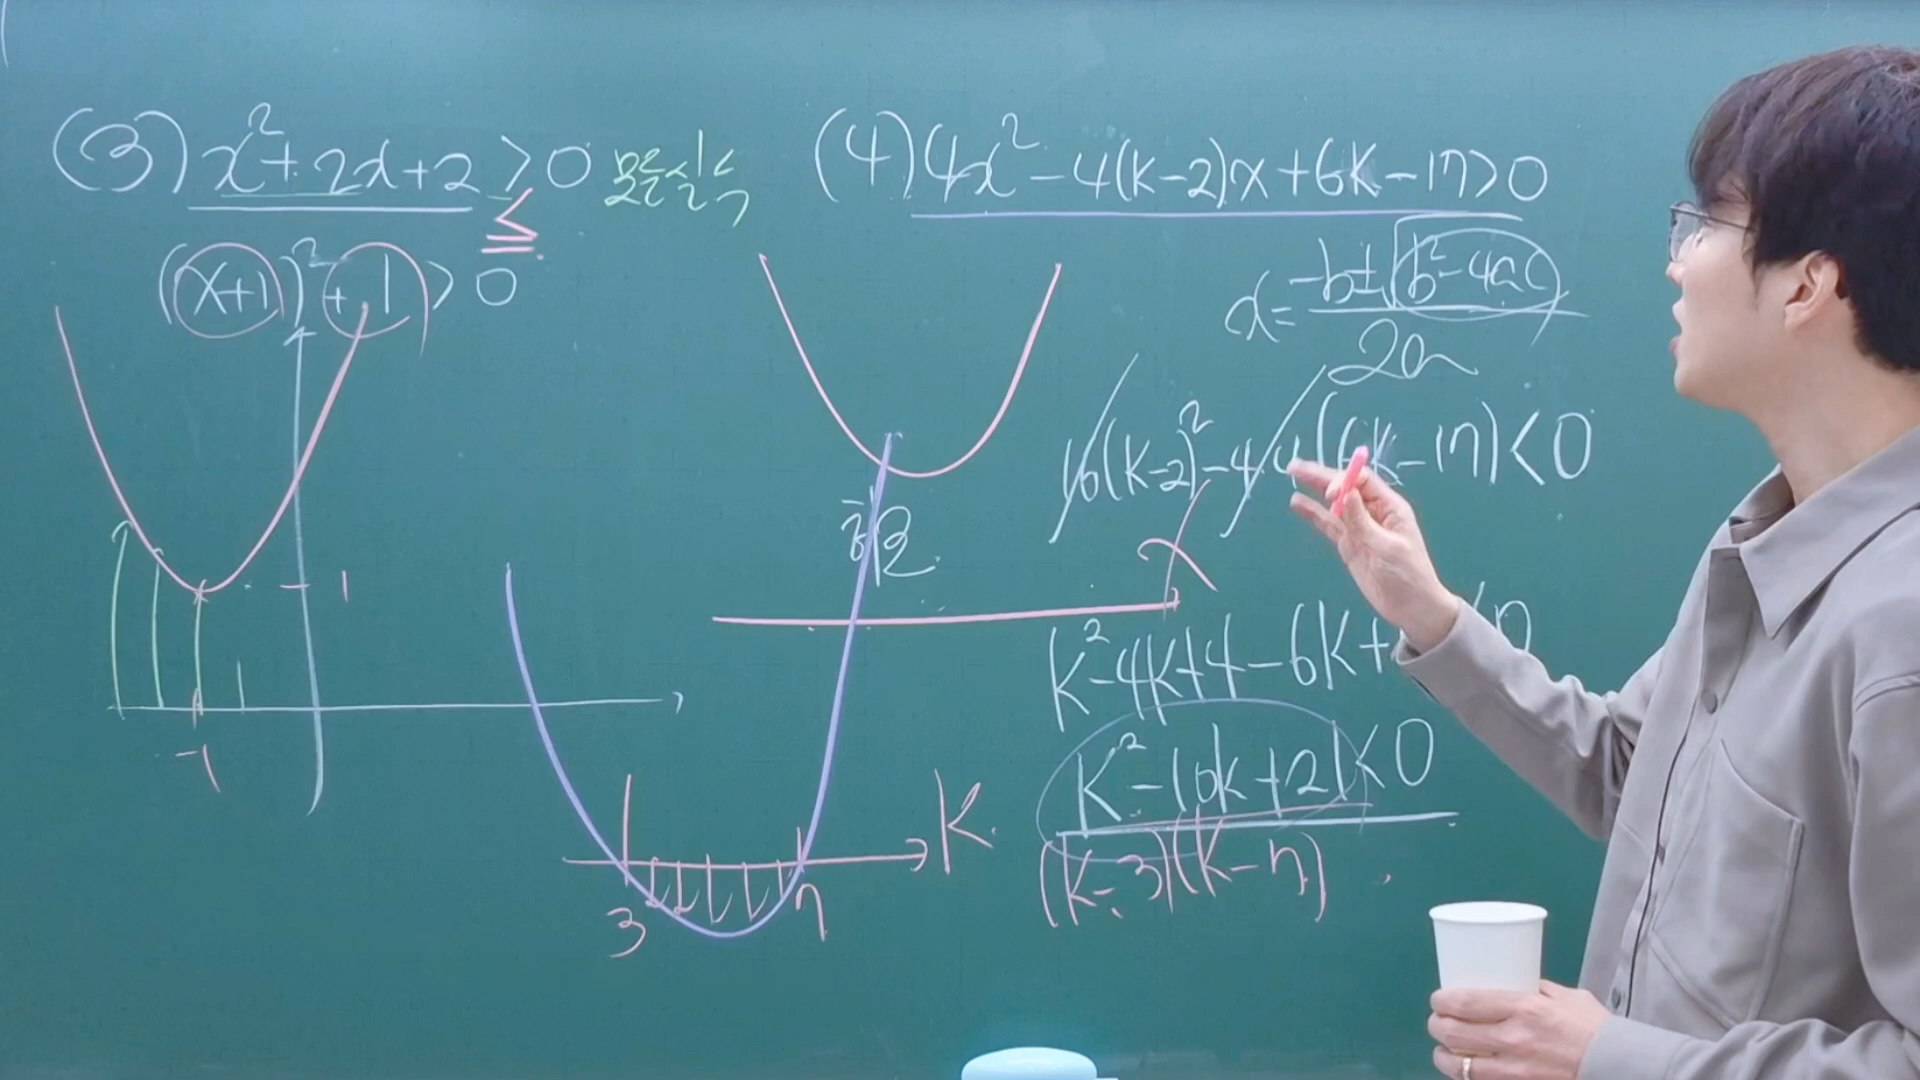 (3) x²+2x+2>0 모든 실수
≤
(x+1)²+1>0
1
-1
(4) 4x²-4(k-2)x+6k-17>0
x=(-b±√(b²-4ac))/2a
16(k-2)²-4·4(6k-17)<0
x
k²-4k+4-6k+
k²-10k+21<0
(k-3)(k-7)
3 7 k